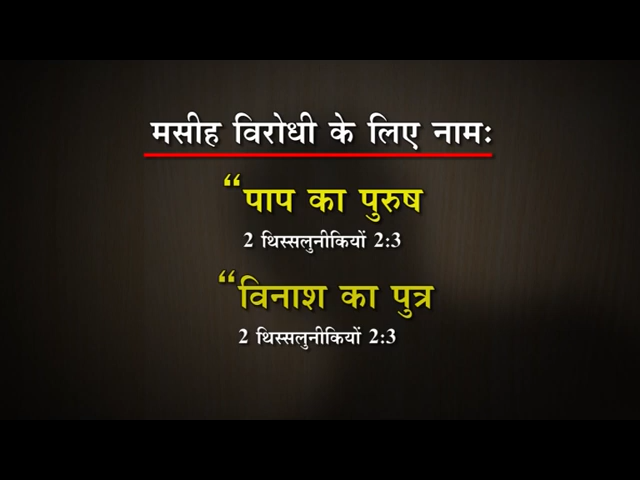 मसीह विरोधी के लिए नामः
“पाप का पुरुष
2 थिस्सलुनीकियों 2:3
“विनाश का पुत्र
2 थिस्सलुनीकियों 2:3